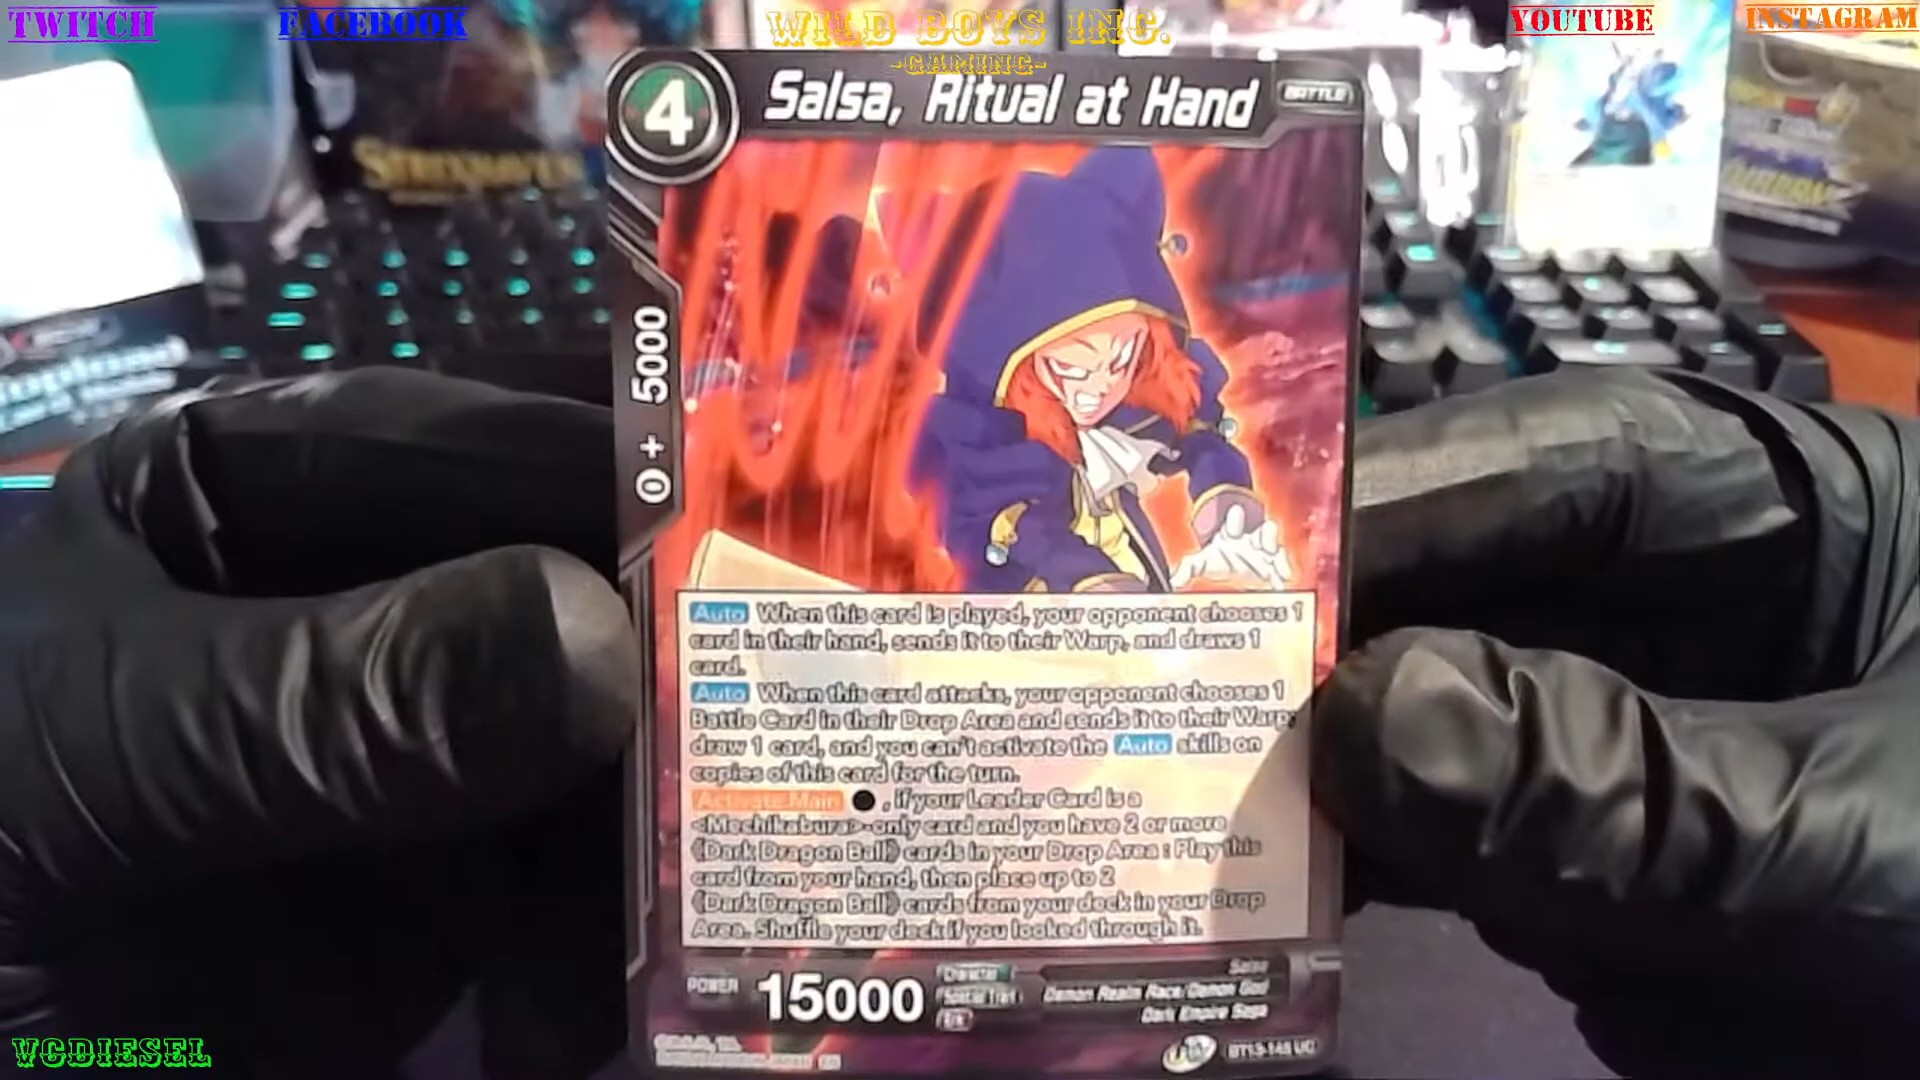 TWITCH
FACEBOOK
WILD BOYS INC.
-GAMING-
YOUTUBE
INSTAGRAM
4
Salsa, Ritual at Hand
BATTLE
0 + 5000
Auto When this card is played, your opponent chooses 1
card in their hand, sends it to their Warp, and draws 1
card.
Auto When this card attacks, your opponent chooses 1
Battle Card in their Drop Area and sends it to their Warp;
draw 1 card, and you can't activate the Auto skills on
copies of this card for the turn.
Activate:Main , if your Leader Card is a
<Mechikabura>-only card and you have 2 or more
《Dark Dragon Ball》 cards in your Drop Area : Play this
card from your hand, then place up to 2
《Dark Dragon Ball》 cards from your deck in your Drop
Area. Shuffle your deck if you looked through it.
POWER 15000
Character Salsa
Special Trait Demon Realm Race/Demon God
Era Dark Empire Saga
UC
VGDIESEL